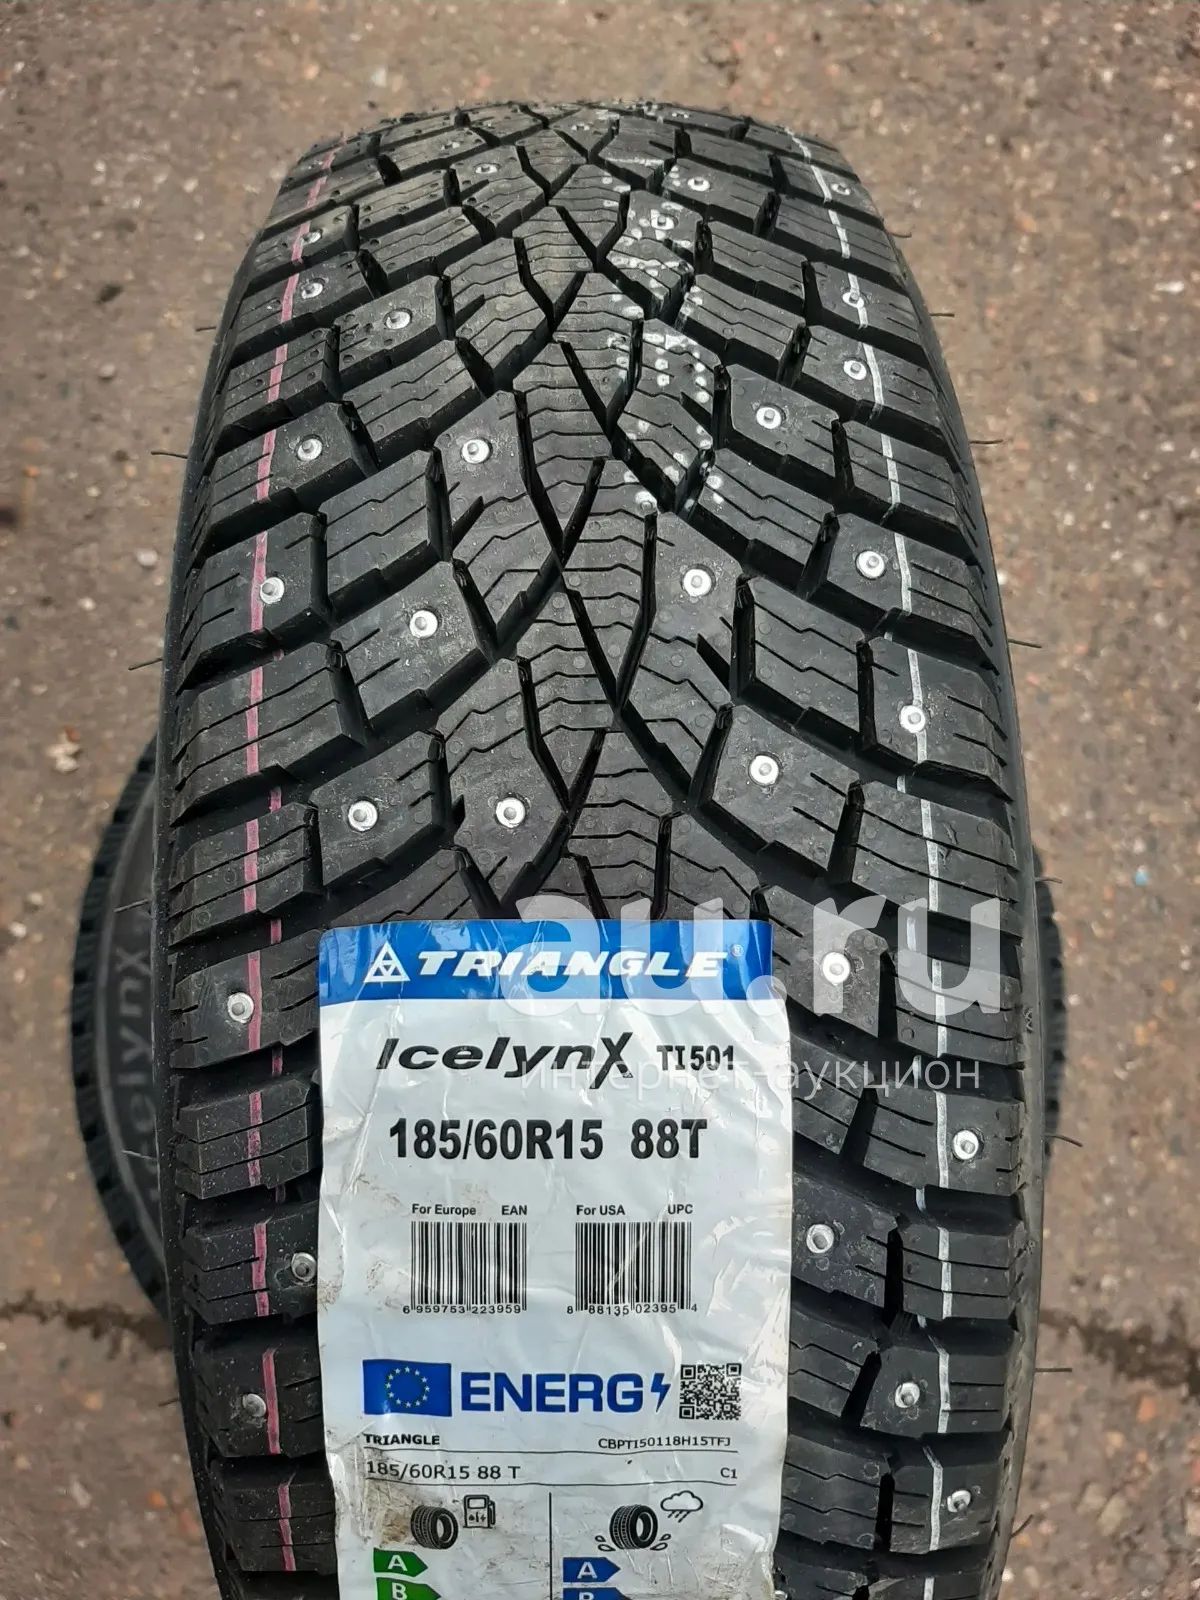 TRIANGLE®
au.ru
IcelynX TI501
интернет-аукцион
185/60R15 88T
For Europe EAN For USA UPC
6 959753 223959 8 88135 02395 4
ENERG
TRIANGLE CBPTI50118H15TFJ
185/60R15 88 T C1
A A
B B
IcelynX